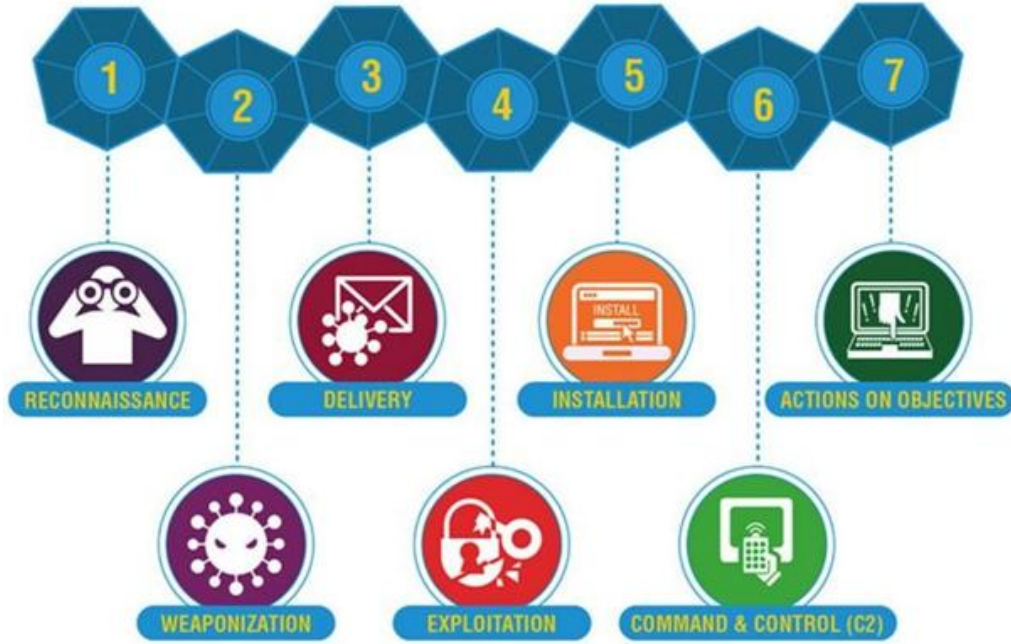 1
2
3
4
5
6
7
RECONNAISSANCE
DELIVERY
INSTALL
INSTALLATION
ACTIONS ON OBJECTIVES
WEAPONIZATION
EXPLOITATION
COMMAND & CONTROL (C2)